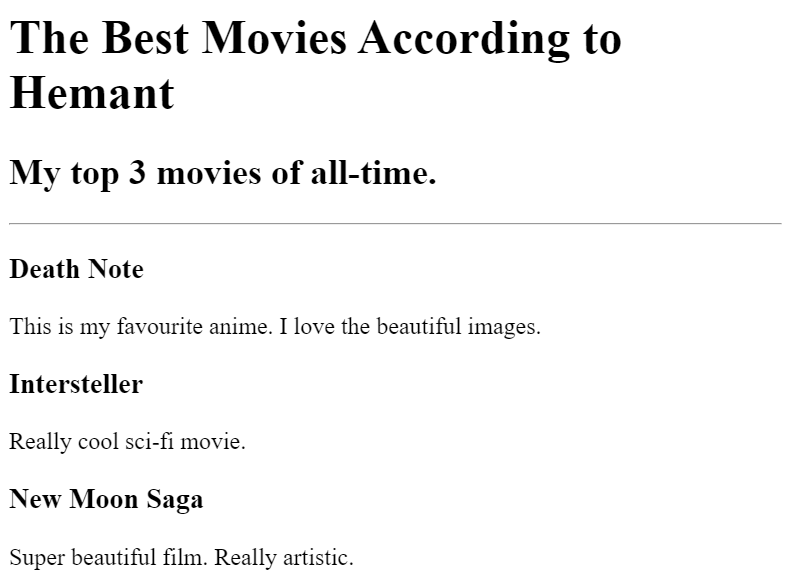 The Best Movies According to
Hemant
My top 3 movies of all-time.
Death Note
This is my favourite anime. I love the beautiful images.
Intersteller
Really cool sci-fi movie.
New Moon Saga
Super beautiful film. Really artistic.